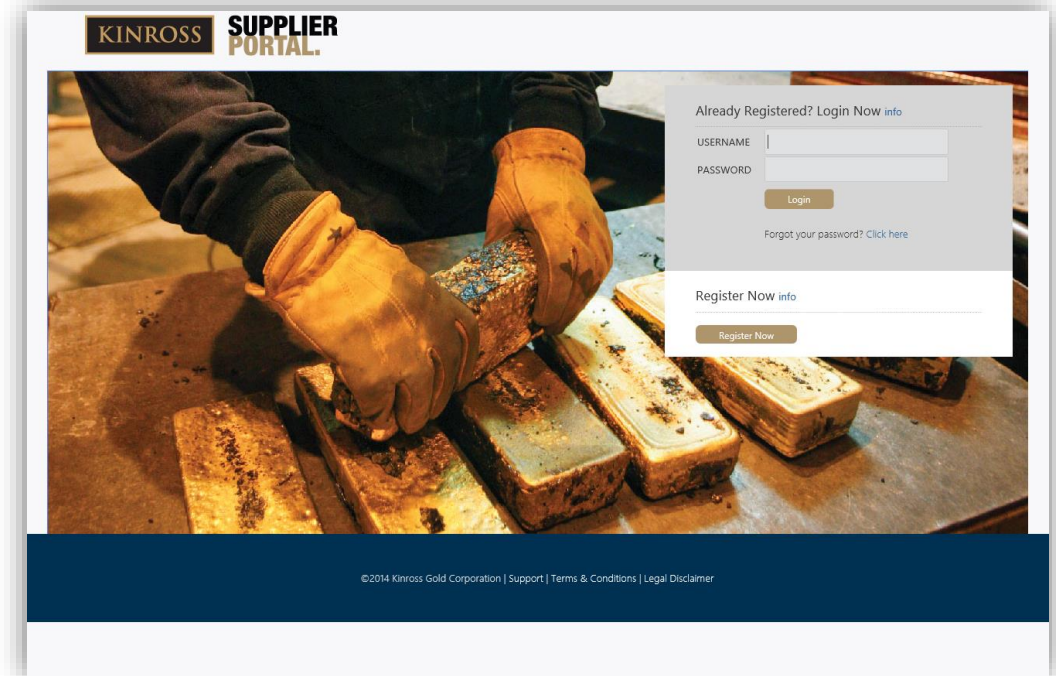 KINROSS
SUPPLIER
PORTAL.
Already Registered? Login Now info
USERNAME
PASSWORD
Login
Forgot your password? Click here
Register Now info
Register Now
©2014 Kinross Gold Corporation | Support | Terms & Conditions | Legal Disclaimer